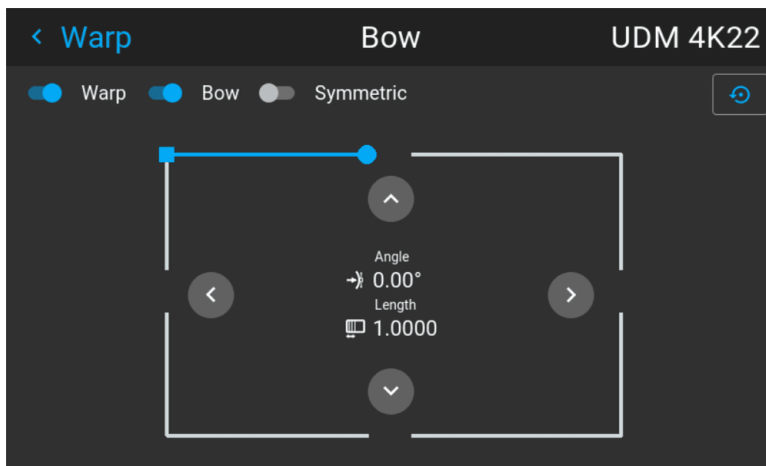 Warp Bow UDM 4K22
Warp Bow Symmetric
Angle
0.00°
Length
1.0000